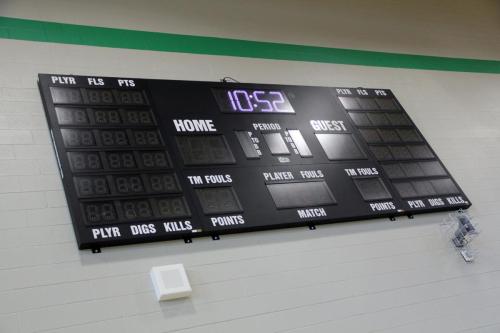 PLYR FLS PTS
10:52
PLYR FLS PTS
HOME
PERIOD
GUEST
TM FOULS
PLAYER FOULS
TM FOULS
POINTS
MATCH
POINTS
PLYR DIGS KILLS
PLYR DIGS KILLS